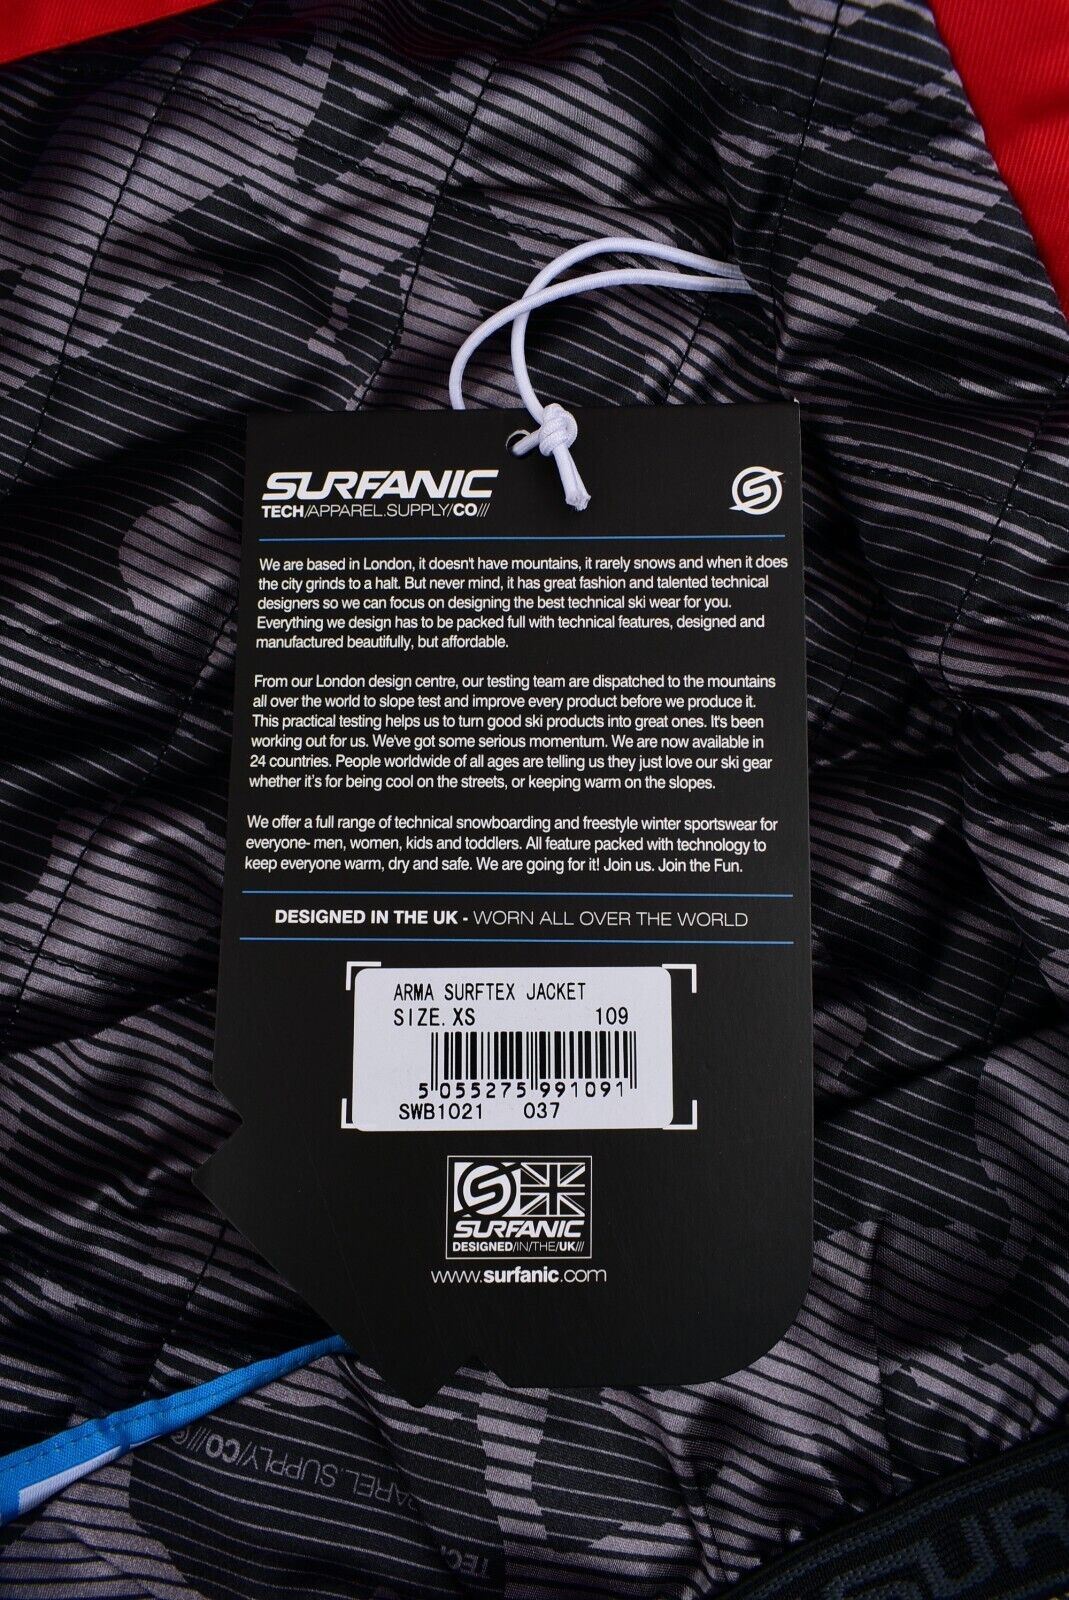 SURFANIC
TECH/APPAREL.SUPPLY/CO///
We are based in London, it doesn't have mountains, it rarely snows and when it does
the city grinds to a halt. But never mind, it has great fashion and talented technical
designers so we can focus on designing the best technical ski wear for you.
Everything we design has to be packed full with technical features, designed and
manufactured beautifully, but affordable.
From our London design centre, our testing team are dispatched to the mountains
all over the world to slope test and improve every product before we produce it.
This practical testing helps us to turn good ski products into great ones. It's been
working out for us. We've got some serious momentum. We are now available in
24 countries. People worldwide of all ages are telling us they just love our ski gear
whether it's for being cool on the streets, or keeping warm on the slopes.
We offer a full range of technical snowboarding and freestyle winter sportswear for
everyone- men, women, kids and toddlers. All feature packed with technology to
keep everyone warm, dry and safe. We are going for it! Join us. Join the Fun.
DESIGNED IN THE UK - WORN ALL OVER THE WORLD
ARMA SURFTEX JACKET
SIZE. XS 109
5 055275 991091
SWB1021 037
SURFANIC
DESIGNED/IN/THE/UK///
www.surfanic.com
TEC
PAREL.SUPPLY/CO///
SUR